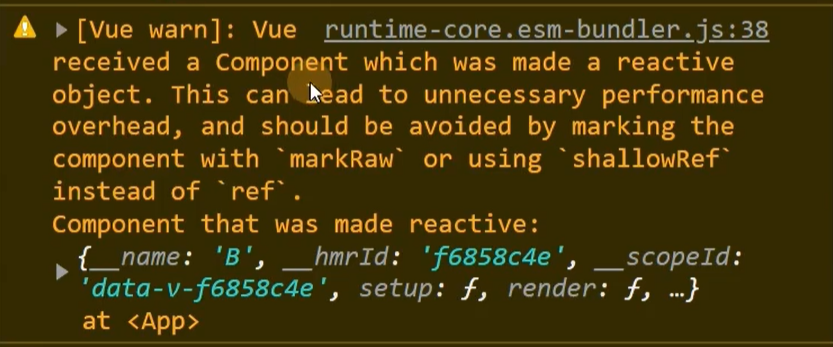 [Vue warn]: Vue runtime-core.esm-bundler.js:38
received a Component which was made a reactive
object. This can lead to unnecessary performance
overhead, and should be avoided by marking the
component with `markRaw` or using `shallowRef`
instead of `ref`.
Component that was made reactive:
{__name: 'B', __hmrId: 'f6858c4e', __scopeId:
'data-v-f6858c4e', setup: ƒ, render: ƒ, …}
at <App>